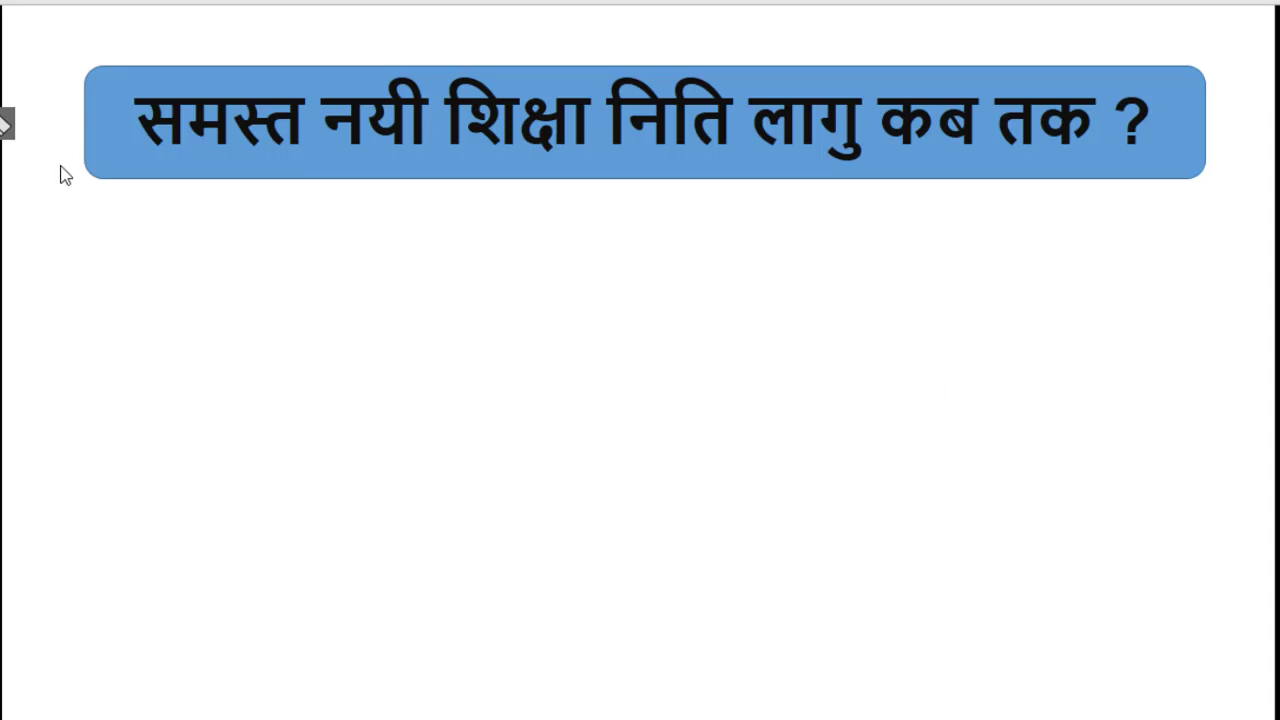 समस्त नयी शिक्षा निति लागु कब तक ?